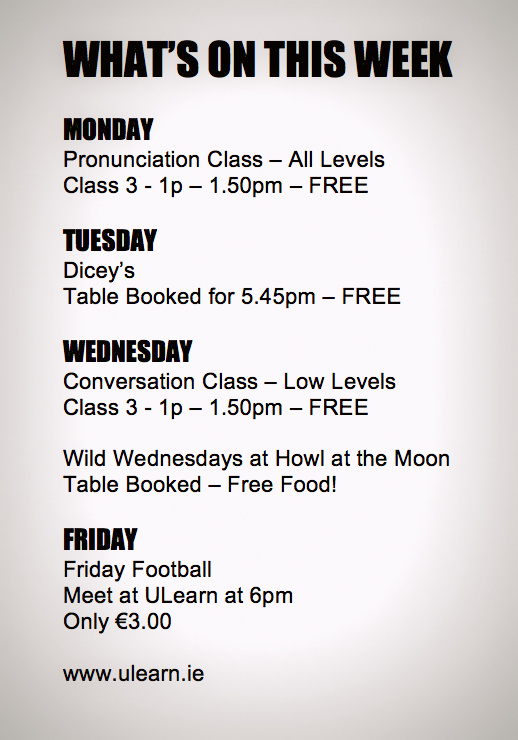 WHAT'S ON THIS WEEK
MONDAY
Pronunciation Class – All Levels
Class 3 - 1p – 1.50pm – FREE
TUESDAY
Dicey's
Table Booked for 5.45pm – FREE
WEDNESDAY
Conversation Class – Low Levels
Class 3 - 1p – 1.50pm – FREE
Wild Wednesdays at Howl at the Moon
Table Booked – Free Food!
FRIDAY
Friday Football
Meet at ULearn at 6pm
Only €3.00
www.ulearn.ie